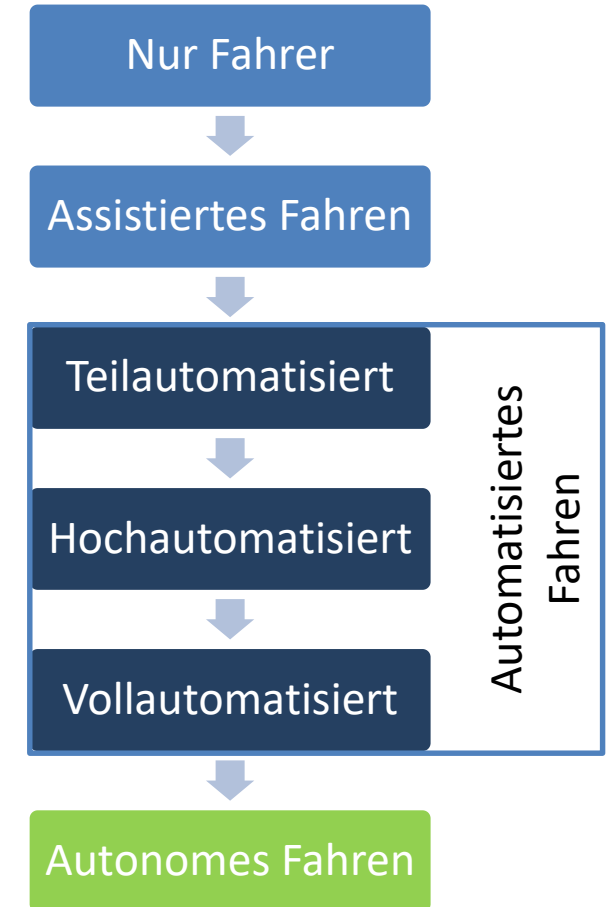 Nur Fahrer
Assistiertes Fahren
Teilautomatisiert
Hochautomatisiert
Vollautomatisiert
Automatisiertes
Fahren
Autonomes Fahren